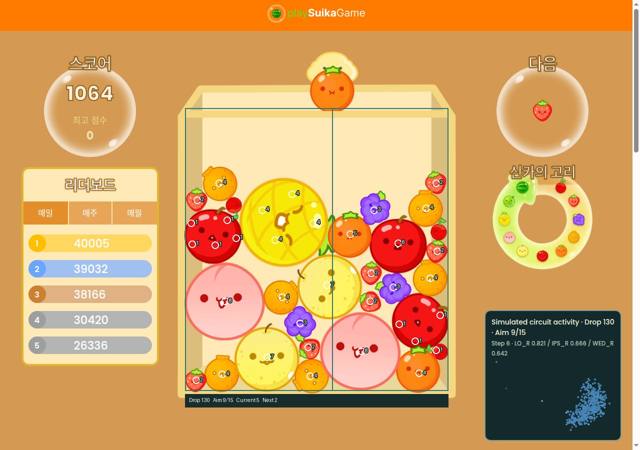 playSuikaGame
스코어
1064
최고 점수
0
리더보드
매일
매주
매월
1 40005
2 39032
3 38166
4 30420
5 26336
다음
신카의 고리
Simulated circuit activity · Drop 130
· Aim 9/15
Step 6 · LO_R 0.821 / IPS_R 0.666 / WED_R
0.642
Drop 130 Aim 9/15 Current 5 Next 2